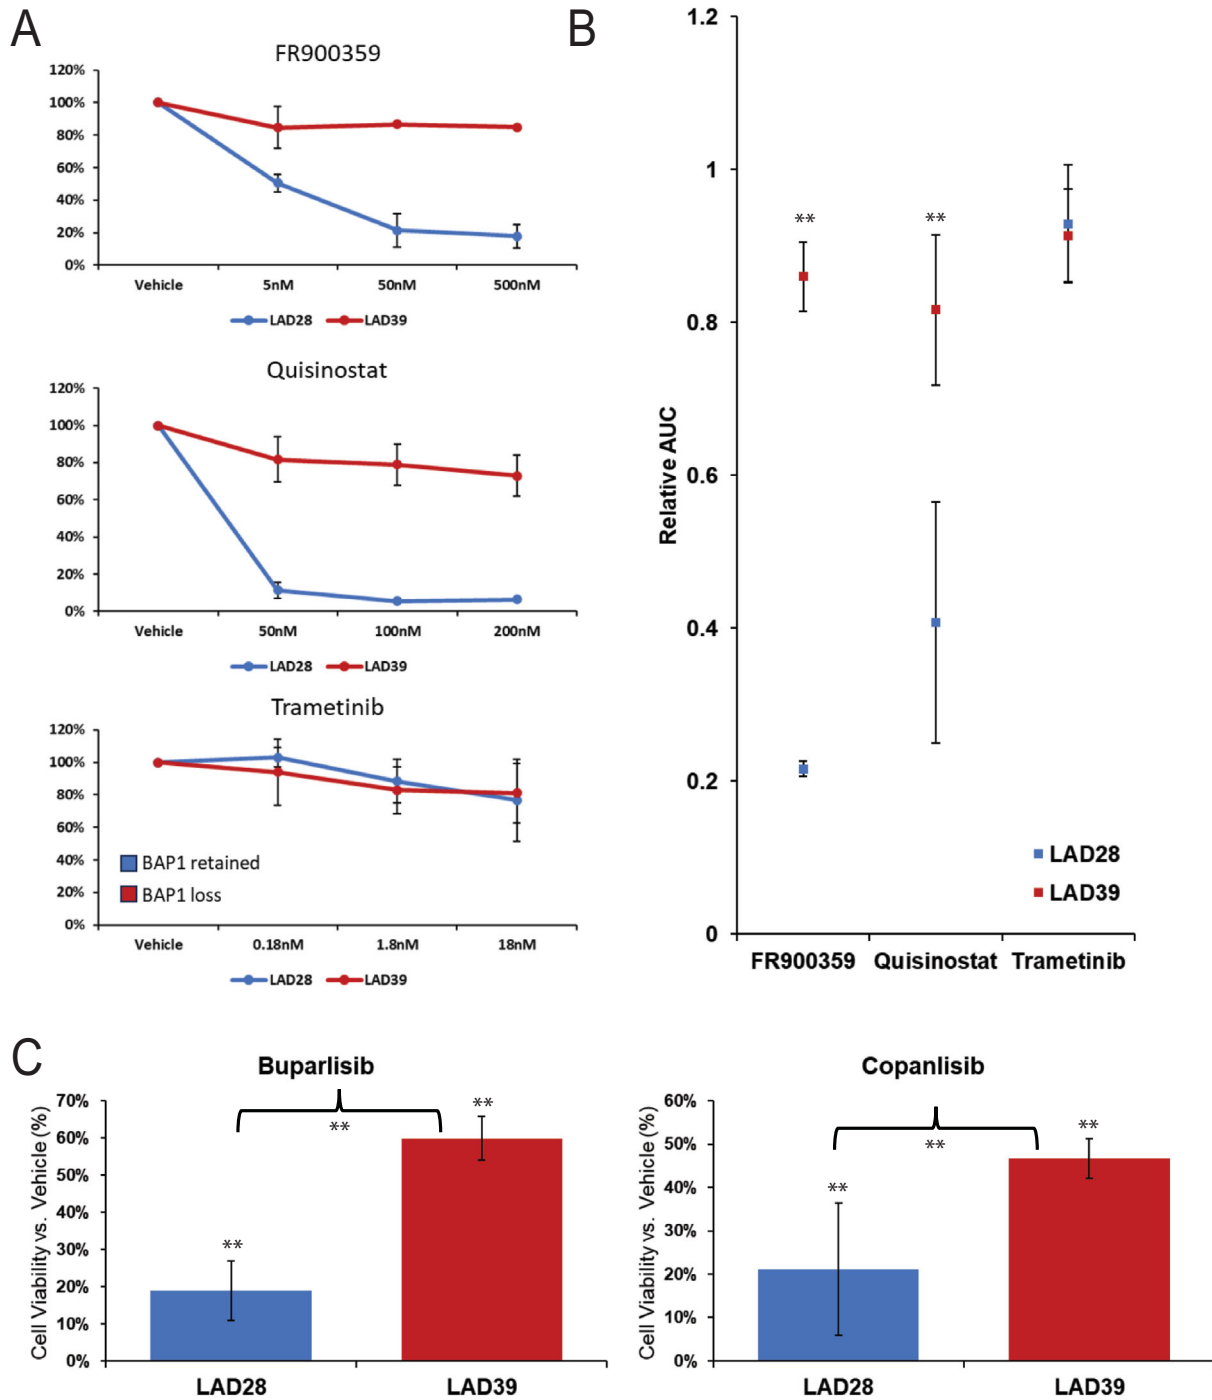 A
FR900359
120%
100%
80%
60%
40%
20%
0%
Vehicle 5nM 50nM 500nM
LAD28 LAD39
Quisinostat
120%
100%
80%
60%
40%
20%
0%
Vehicle 50nM 100nM 200nM
LAD28 LAD39
Trametinib
120%
100%
80%
60%
40%
20%
0%
BAP1 retained
BAP1 loss
Vehicle 0.18nM 1.8nM 18nM
LAD28 LAD39
B
Relative AUC
1.2
1
0.8
0.6
0.4
0.2
0
** **
LAD28
LAD39
FR900359 Quisinostat Trametinib
C
Buparlisib
Cell Viability vs. Vehicle (%)
70%
60%
50%
40%
30%
20%
10%
0%
**
**
**
LAD28 LAD39
Copanlisib
Cell Viability vs. Vehicle (%)
60%
50%
40%
30%
20%
10%
0%
**
**
**
LAD28 LAD39